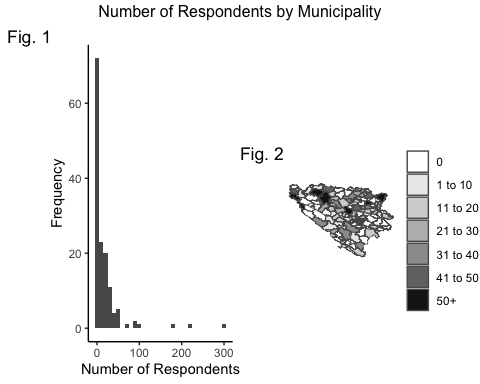 Number of Respondents by Municipality
Fig. 1
60
40
20
0
Frequency
0 100 200 300
Number of Respondents
Fig. 2
0
1 to 10
11 to 20
21 to 30
31 to 40
41 to 50
50+